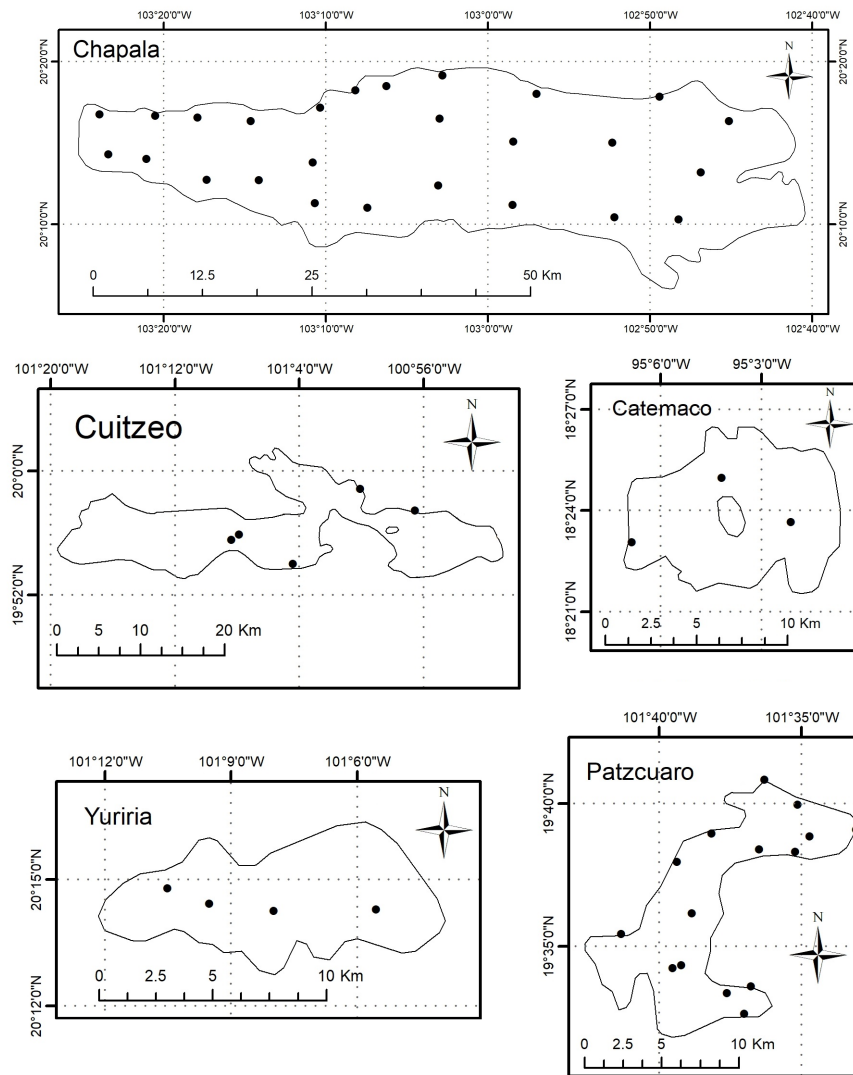 103°20'0"W 103°10'0"W 103°0'0"W 102°50'0"W 102°40'0"W
Chapala
N
20°20'0"N 20°20'0"N
20°10'0"N 20°10'0"N
0 12.5 25 50 Km
103°20'0"W 103°10'0"W 103°0'0"W 102°50'0"W 102°40'0"W
101°20'0"W 101°12'0"W 101°4'0"W 100°56'0"W
Cuitzeo
N
20°0'0"N
19°52'0"N
0 5 10 20 Km
95°6'0"W 95°3'0"W
Catemaco
N
18°27'0"N
18°24'0"N
18°21'0"N
0 2.5 5 10 Km
101°12'0"W 101°9'0"W 101°6'0"W
Yuriria
N
20°15'0"N
20°12'0"N
0 2.5 5 10 Km
101°40'0"W 101°35'0"W
Patzcuaro
19°40'0"N
N
19°35'0"N
0 2.5 5 10 Km